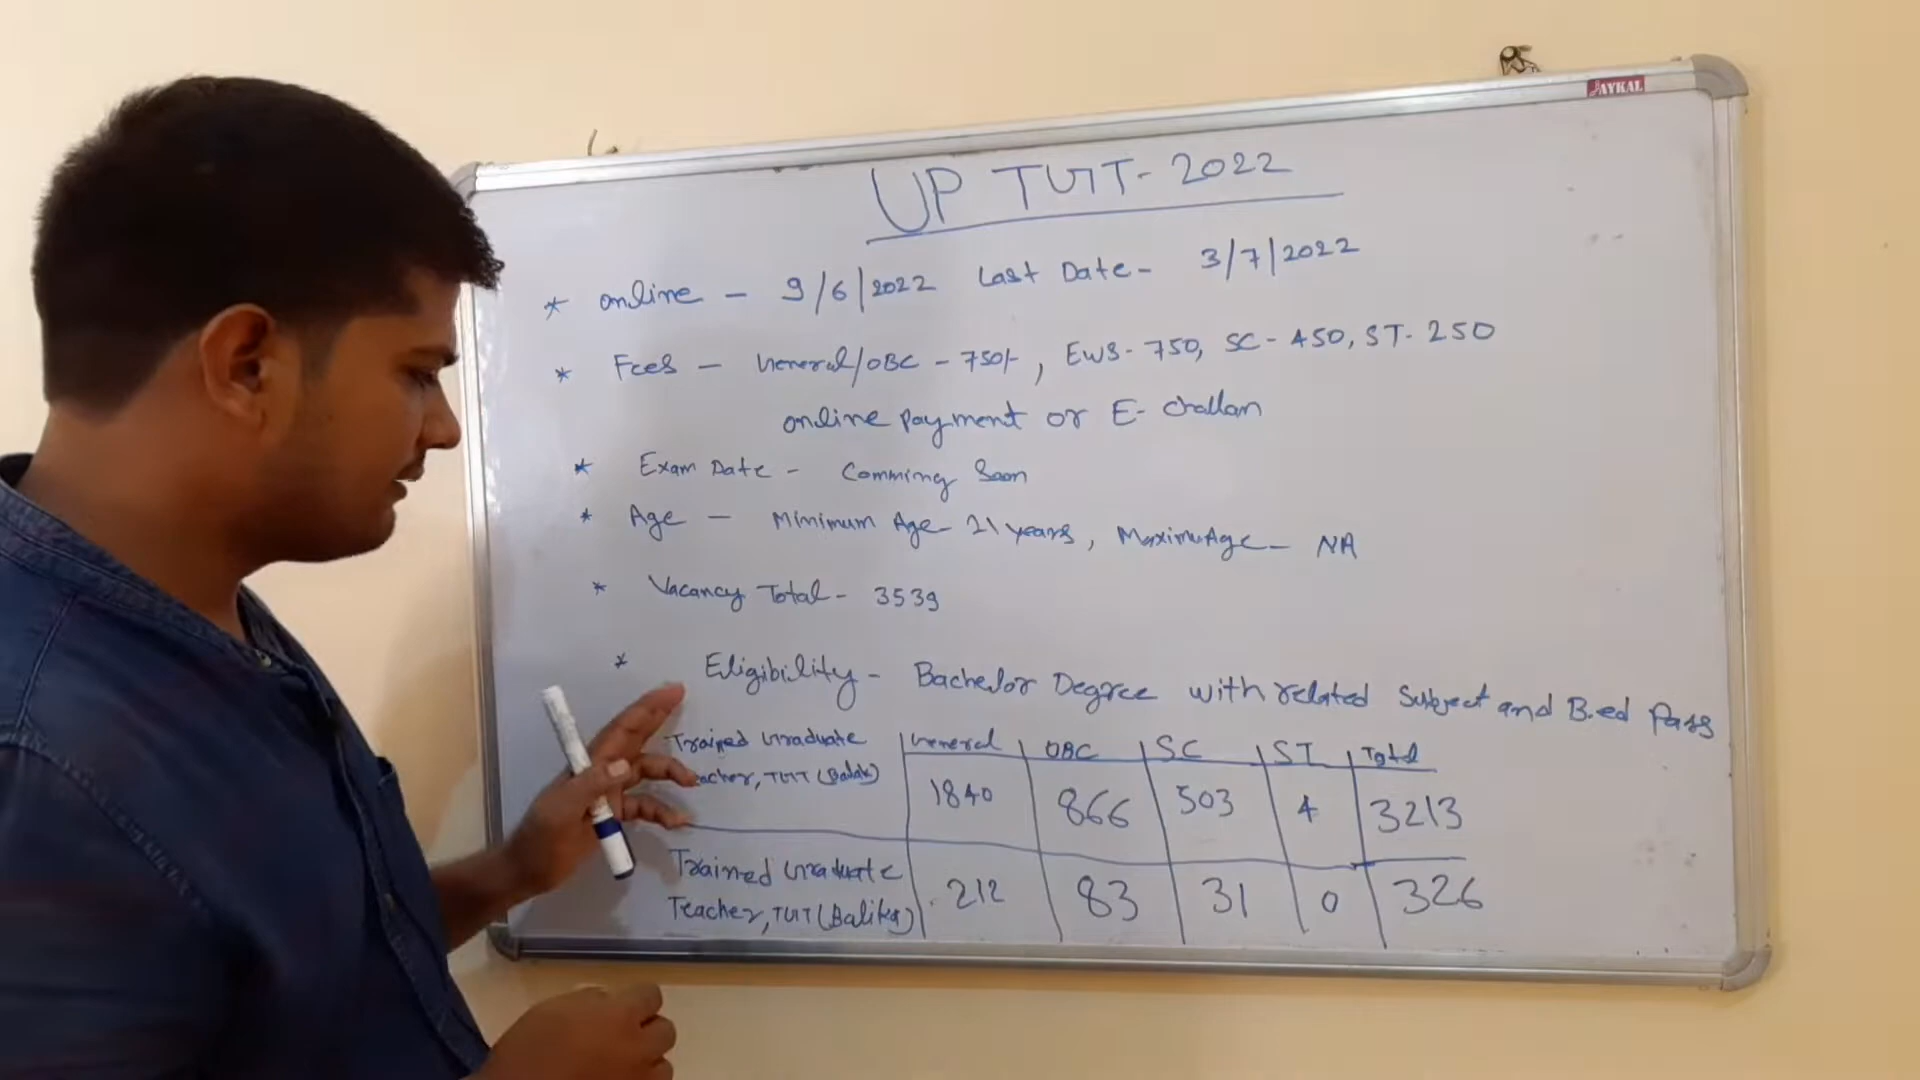 JAYKAL
UP TGT-2022
* online - 9/6/2022 Last Date - 3/7/2022
* Fees - General/OBC - 750/-, EWS-750, SC-450, ST-250
online payment or E-challan
* Exam Date - Comming Soon
* Age - Minimum Age-21 years, MaximuAge- NA
* Vacancy Total- 3539
* Eligibility- Bachelor Degree with related Subject and B.ed Pass
Trained Graduate General OBC SC ST Total
eacher, TGT (Balak) 1840 866 503 4 3213
Trained Graduate
Teacher, TGT (Balika) 212 83 31 0 326